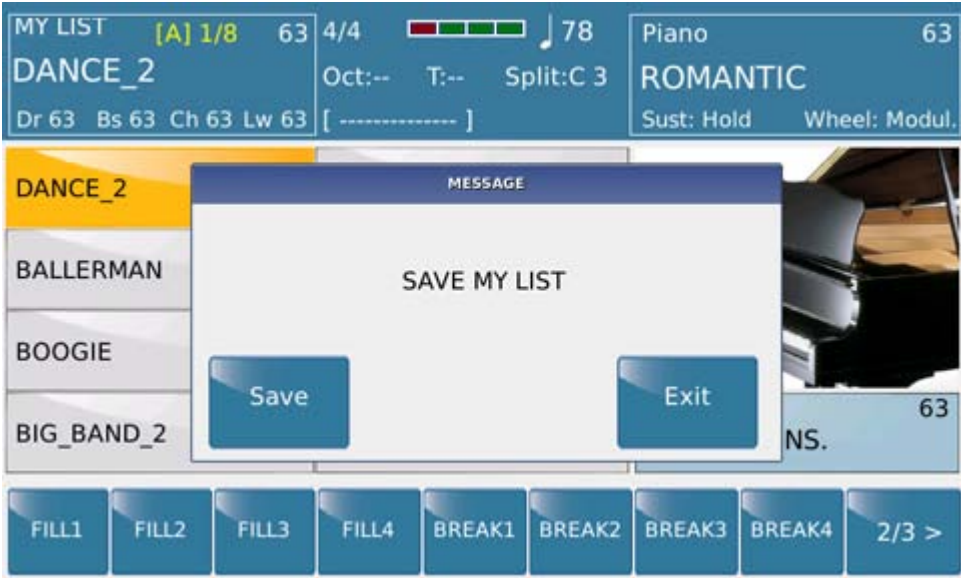 MY LIST [A] 1/8 63
DANCE_2
Dr 63 Bs 63 Ch 63 Lw 63
4/4 78
Oct:-- T:-- Split:C 3
[ -------------- ]
Piano 63
ROMANTIC
Sust: Hold Wheel: Modul.
DANCE_2
BALLERMAN
BOOGIE
BIG_BAND_2
MESSAGE
SAVE MY LIST
Save Exit
63
NS.
FILL1 FILL2 FILL3 FILL4 BREAK1 BREAK2 BREAK3 BREAK4 2/3 >